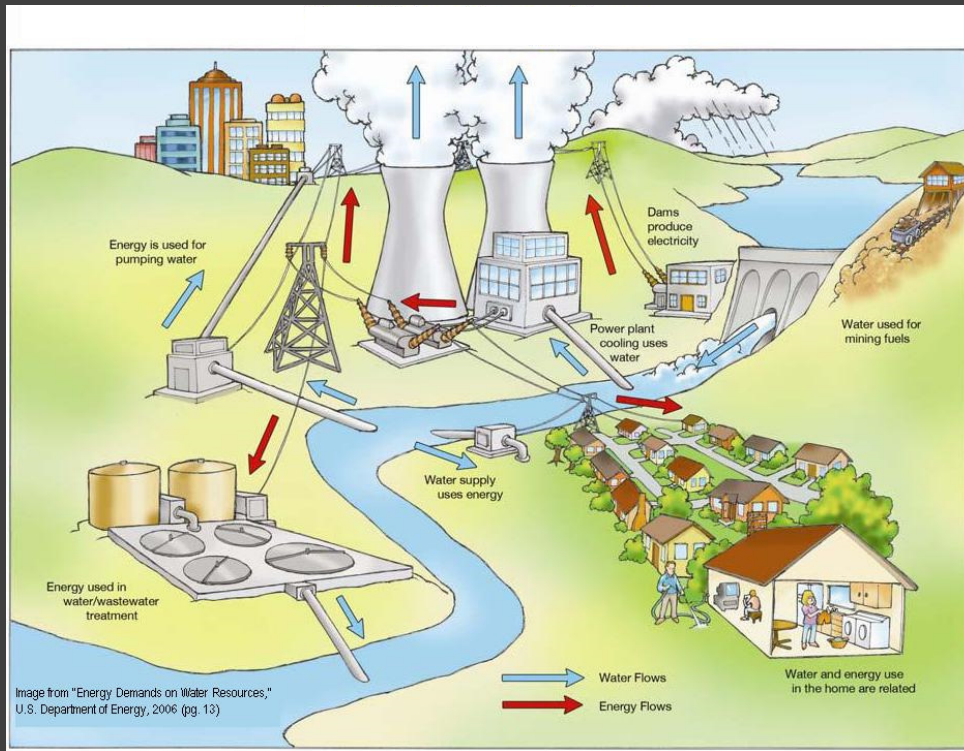 Energy is used for
pumping water
Dams
produce
electricity
Power plant
cooling uses
water
Water used for
mining fuels
Water supply
uses energy
Energy used in
water/wastewater
treatment
Water and energy use
in the home are related
Water Flows
Energy Flows
Image from "Energy Demands on Water Resources,"
U.S. Department of Energy, 2006 (pg. 13)